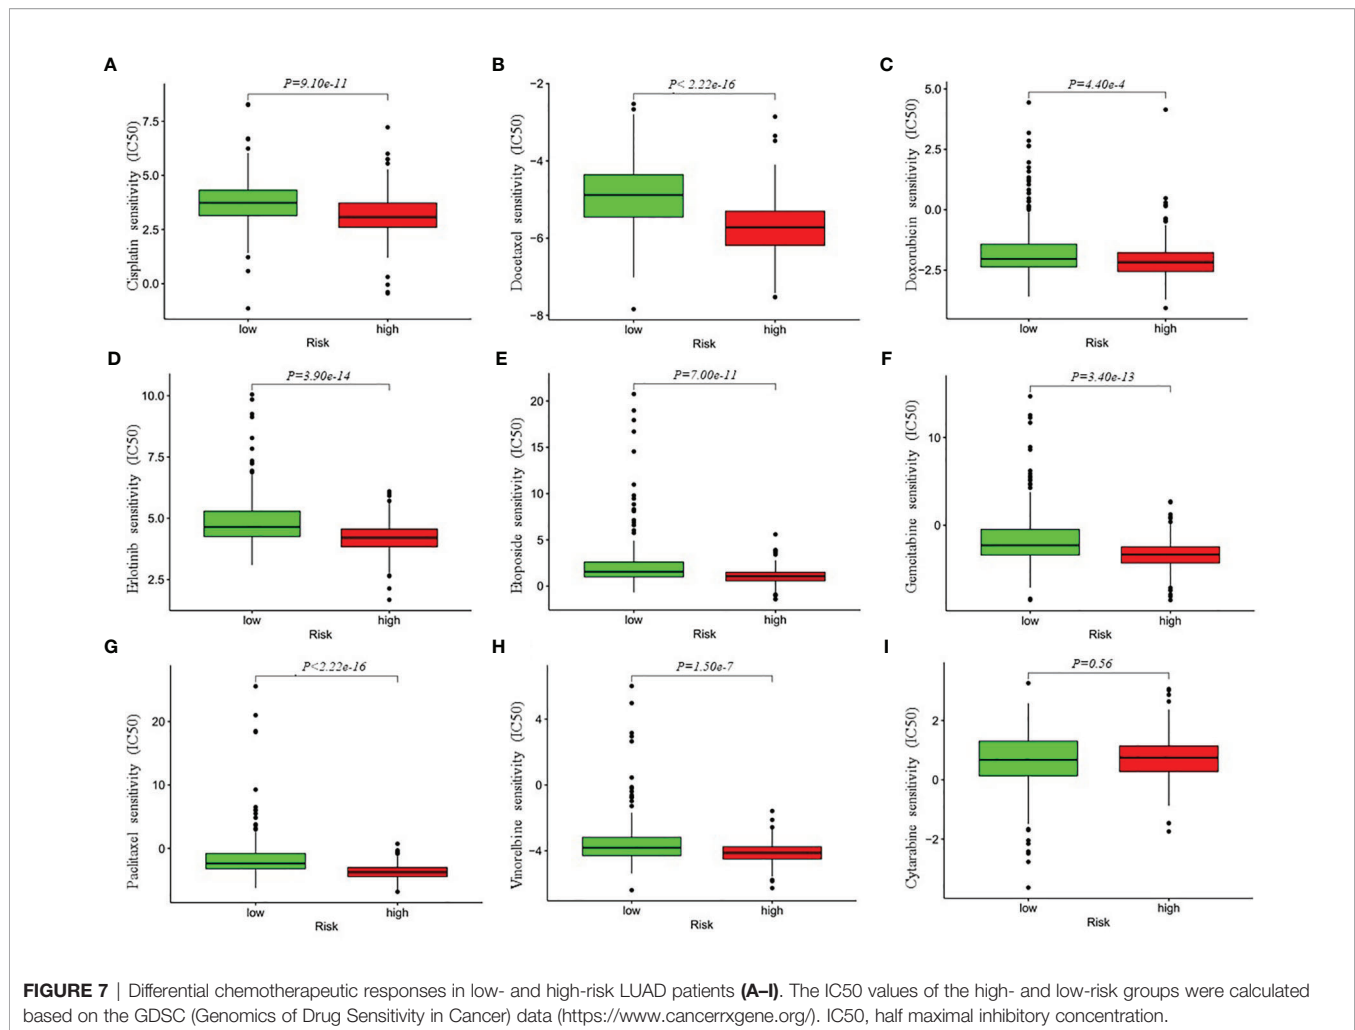 A
P=9.10e-11
Cisplatin sensitivity (IC50)
7.5
5.0
2.5
0.0
low
high
Risk
B
P< 2.22e-16
Docetaxel sensitivity (IC50)
−2
−4
−6
−8
low
high
Risk
C
P=4.40e-4
Doxorubicin sensitivity (IC50)
5.0
2.5
0.0
−2.5
low
high
Risk
D
P=3.90e-14
Erlotinib sensitivity (IC50)
10.0
7.5
5.0
2.5
low
high
Risk
E
P=7.00e-11
Etoposide sensitivity (IC50)
20
15
10
5
0
low
high
Risk
F
P=3.40e-13
Gemcitabine sensitivity (IC50)
10
0
low
high
Risk
G
P<2.22e-16
Paclitaxel sensitivity (IC50)
20
10
0
low
high
Risk
H
P=1.50e-7
Vinorelbine sensitivity (IC50)
4
0
−4
low
high
Risk
I
P=0.56
Cytarabine sensitivity (IC50)
2
0
−2
low
high
Risk
FIGURE 7 | Differential chemotherapeutic responses in low- and high-risk LUAD patients (A–I). The IC50 values of the high- and low-risk groups were calculated
based on the GDSC (Genomics of Drug Sensitivity in Cancer) data (https://www.cancerrxgene.org/). IC50, half maximal inhibitory concentration.